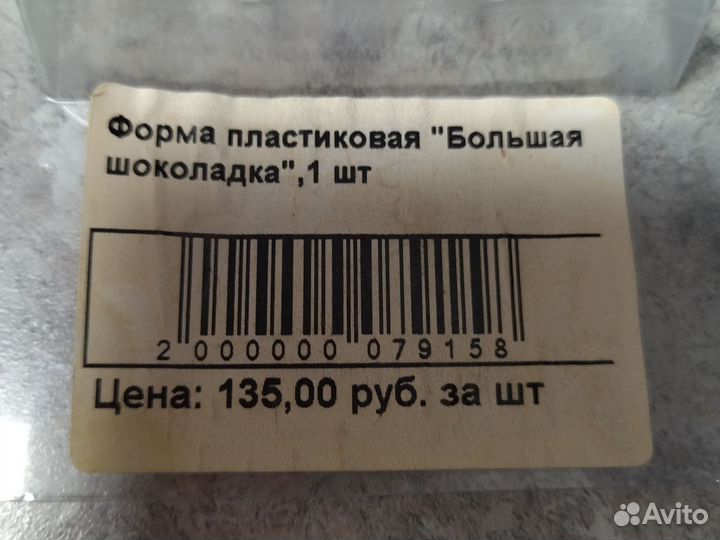 Форма пластиковая "Большая
шоколадка",1 шт
2 000000 079158
Цена: 135,00 руб. за шт
Avito